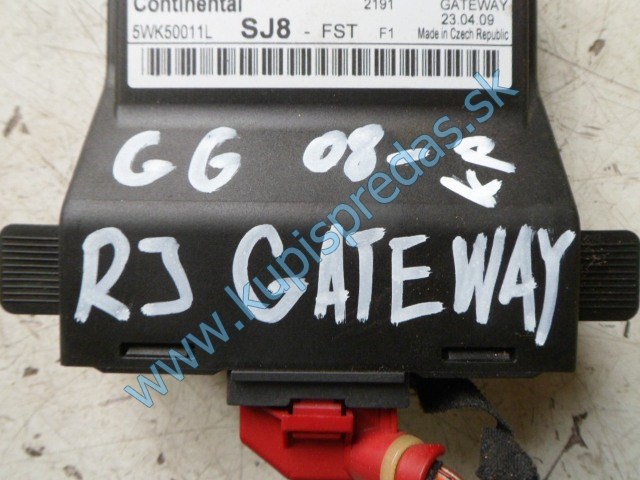 Continental 2191 GATEWAY
23.04.09
5WK50011L SJ8 - FST F1 Made in Czech Republic
GG 08- KP
RJ GATEWAY
www.kupispredas.sk